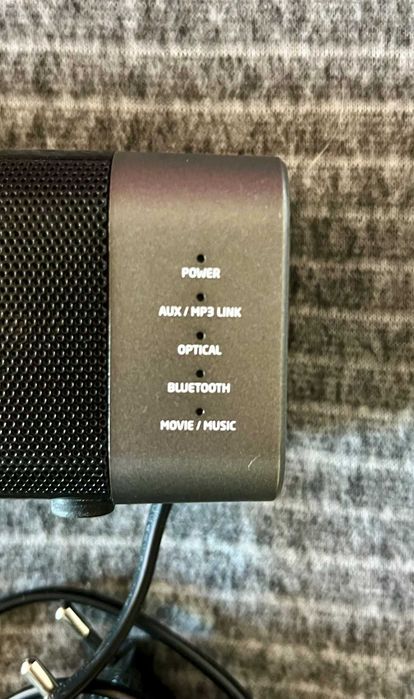 POWER
AUX / MP3 LINK
OPTICAL
BLUETOOTH
MOVIE / MUSIC